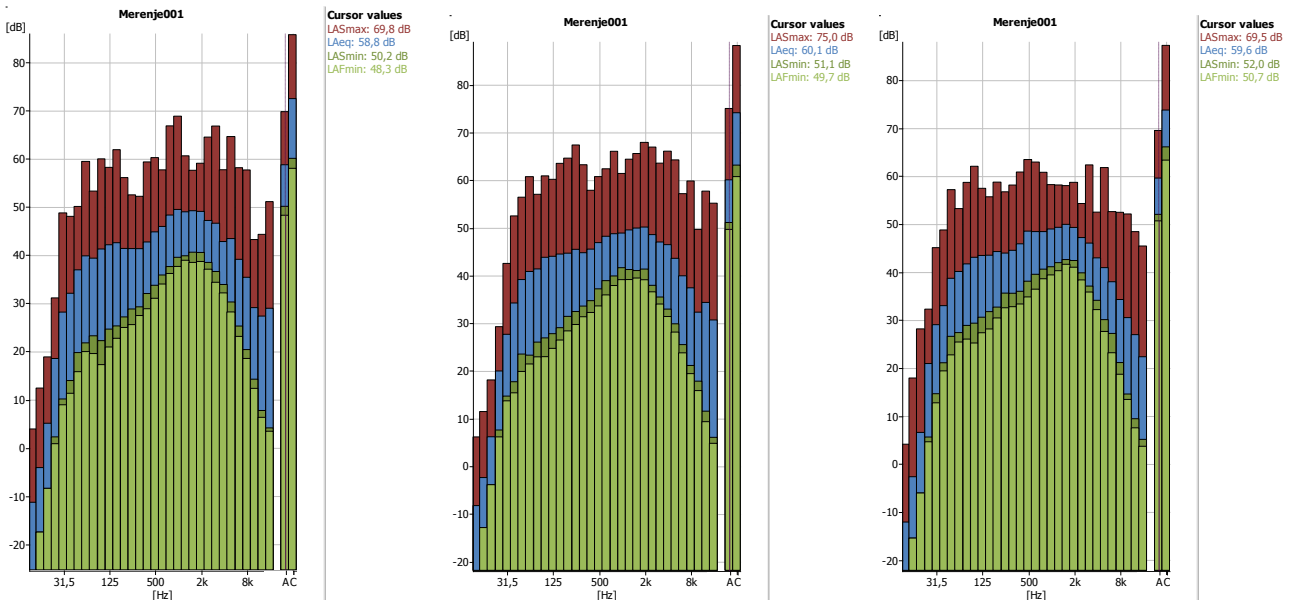 Merenje001
[dB]
80
70
60
50
40
30
20
10
0
-10
-20
31,5 125 500 2k 8k A C
[Hz]
Cursor values
LASmax: 69,8 dB
LAeq: 58,8 dB
LASmin: 50,2 dB
LAFmin: 48,3 dB
Merenje001
[dB]
80
70
60
50
40
30
20
10
0
-10
-20
31,5 125 500 2k 8k A C
[Hz]
Cursor values
LASmax: 75,0 dB
LAeq: 60,1 dB
LASmin: 51,1 dB
LAFmin: 49,7 dB
Merenje001
[dB]
80
70
60
50
40
30
20
10
0
-10
-20
31,5 125 500 2k 8k A C
[Hz]
Cursor values
LASmax: 69,5 dB
LAeq: 59,6 dB
LASmin: 52,0 dB
LAFmin: 50,7 dB